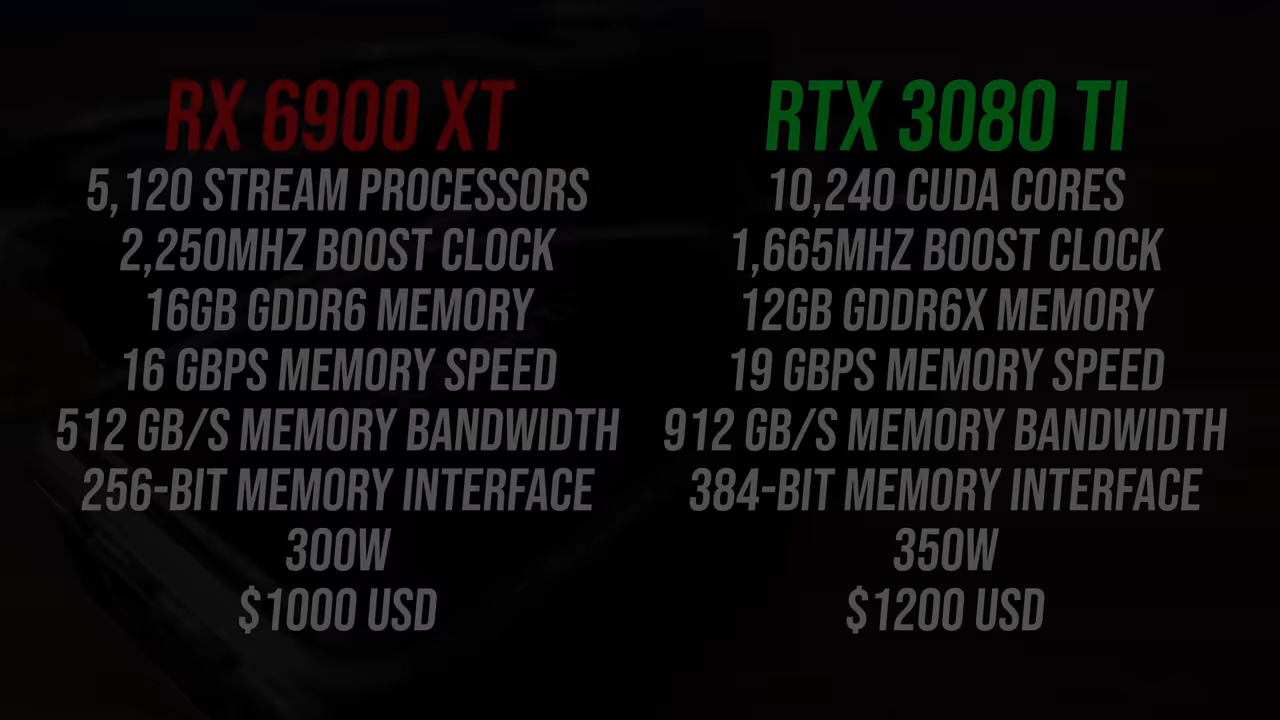 RX 6900 XT
5,120 STREAM PROCESSORS
2,250MHZ BOOST CLOCK
16GB GDDR6 MEMORY
16 GBPS MEMORY SPEED
512 GB/S MEMORY BANDWIDTH
256-BIT MEMORY INTERFACE
300W
$1000 USD
RTX 3080 TI
10,240 CUDA CORES
1,665MHZ BOOST CLOCK
12GB GDDR6X MEMORY
19 GBPS MEMORY SPEED
912 GB/S MEMORY BANDWIDTH
384-BIT MEMORY INTERFACE
350W
$1200 USD